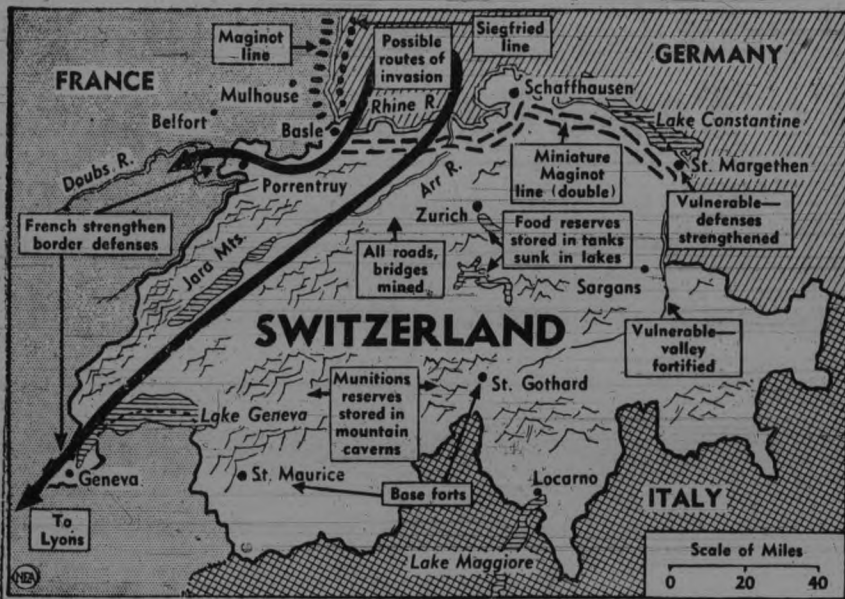 Maginot
line
Possible
routes of
invasion
Siegfried
line
GERMANY
FRANCE
Mulhouse
Rhine R.
Schaffhausen
Belfort
Basle
Lake Constantine
Doubs R.
Porrentruy
Arr R.
Miniature
Maginot
line (double)
St. Margethen
French strengthen
border defenses
Zurich
Food reserves
stored in tanks
sunk in lakes
Vulnerable—
defenses
strengthened
Jara Mts.
All roads,
bridges
mined
Sargans
SWITZERLAND
Vulnerable—
valley
fortified
Munitions
reserves
stored in
mountain
caverns
St. Gothard
Lake Geneva
Geneva
St. Maurice
Base forts
Locarno
ITALY
To
Lyons
Lake Maggiore
Scale of Miles
0 20 40
NEA